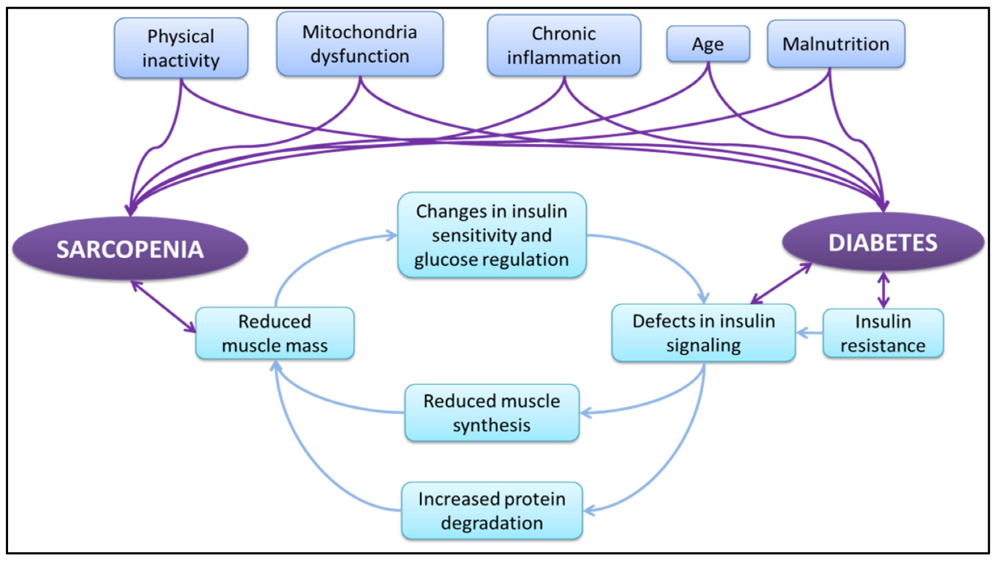 Physical
inactivity
Mitochondria
dysfunction
Chronic
inflammation
Age
Malnutrition
SARCOPENIA
DIABETES
Changes in insulin
sensitivity and
glucose regulation
Reduced
muscle mass
Defects in insulin
signaling
Insulin
resistance
Reduced muscle
synthesis
Increased protein
degradation